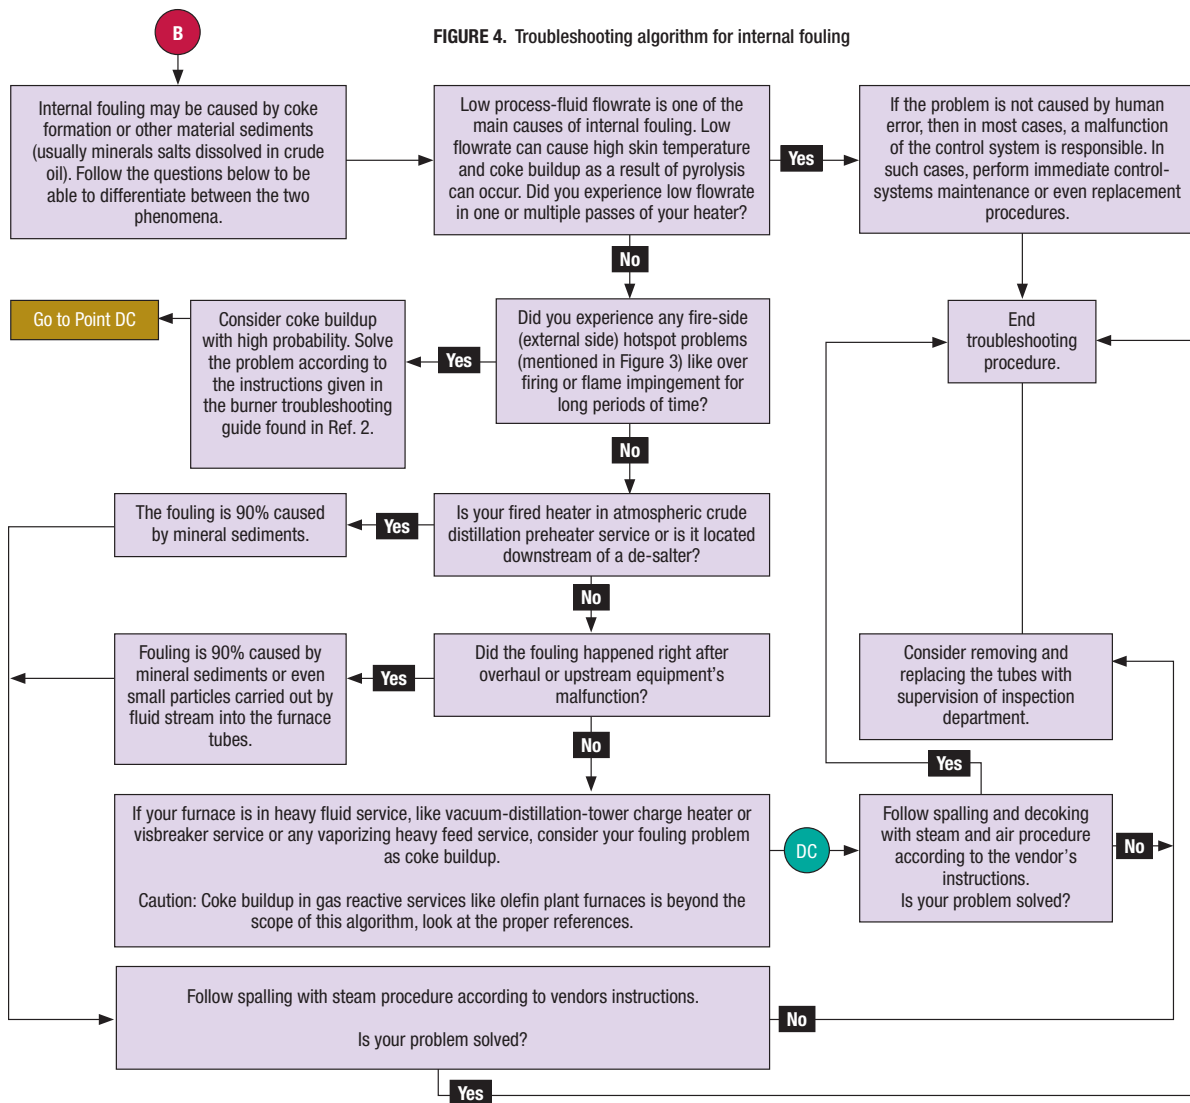 B
FIGURE 4. Troubleshooting algorithm for internal fouling
Internal fouling may be caused by coke
formation or other material sediments
(usually minerals salts dissolved in crude
oil). Follow the questions below to be
able to differentiate between the two
phenomena.
Low process-fluid flowrate is one of the
main causes of internal fouling. Low
flowrate can cause high skin temperature
and coke buildup as a result of pyrolysis
can occur. Did you experience low flowrate
in one or multiple passes of your heater?
Yes
If the problem is not caused by human
error, then in most cases, a malfunction
of the control system is responsible. In
such cases, perform immediate control-
systems maintenance or even replacement
procedures.
No
Go to Point DC
Consider coke buildup
with high probability. Solve
the problem according to
the instructions given in
the burner troubleshooting
guide found in Ref. 2.
Yes
Did you experience any fire-side
(external side) hotspot problems
(mentioned in Figure 3) like over
firing or flame impingement for
long periods of time?
End
troubleshooting
procedure.
No
The fouling is 90% caused
by mineral sediments.
Yes
Is your fired heater in atmospheric crude
distillation preheater service or is it located
downstream of a de-salter?
No
Fouling is 90% caused by
mineral sediments or even
small particles carried out by
fluid stream into the furnace
tubes.
Yes
Did the fouling happened right after
overhaul or upstream equipment's
malfunction?
Consider removing and
replacing the tubes with
supervision of inspection
department.
No
Yes
If your furnace is in heavy fluid service, like vacuum-distillation-tower charge heater or
visbreaker service or any vaporizing heavy feed service, consider your fouling problem
as coke buildup.
Caution: Coke buildup in gas reactive services like olefin plant furnaces is beyond the
scope of this algorithm, look at the proper references.
DC
Follow spalling and decoking
with steam and air procedure
according to the vendor's
instructions.
Is your problem solved?
No
Follow spalling with steam procedure according to vendors instructions.
Is your problem solved?
No
Yes